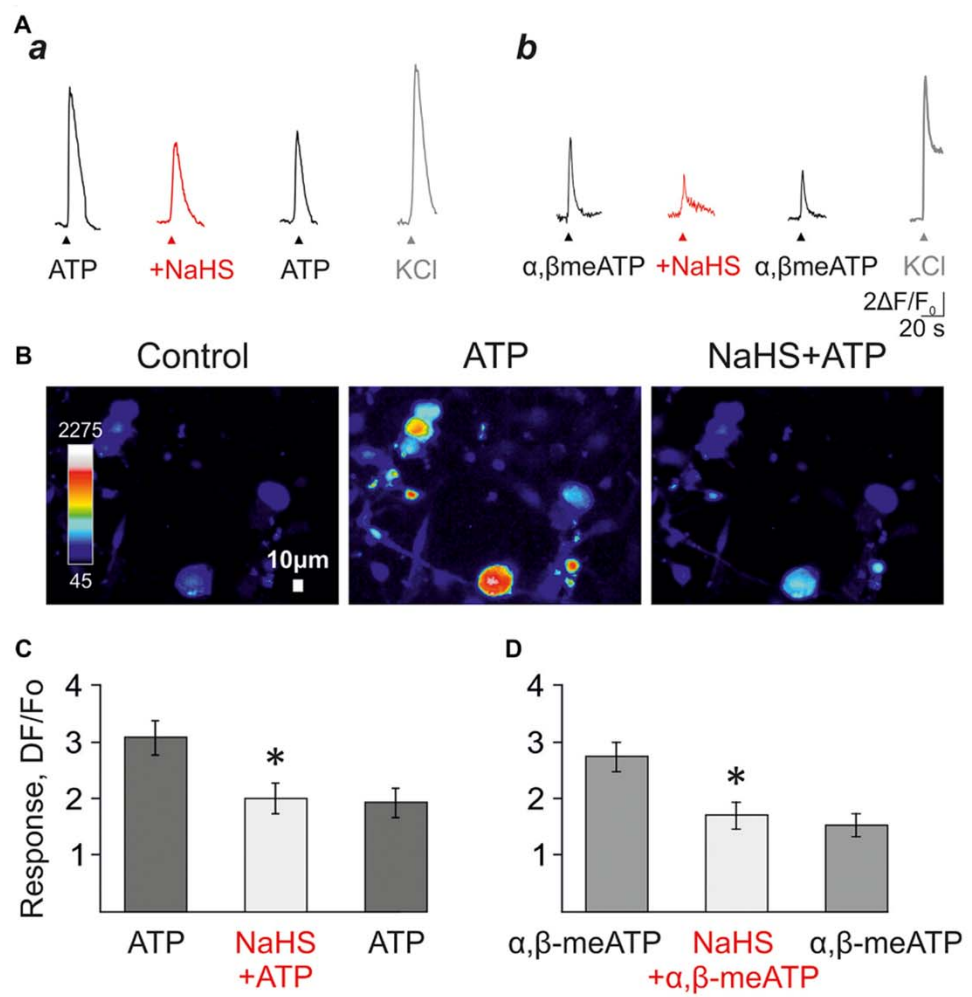 A
a
b
ATP
+NaHS
ATP
KCl
α,βmeATP
+NaHS
α,βmeATP
KCl
2ΔF/F₀
20 s
B
Control
ATP
NaHS+ATP
2275
45
10µm
C
D
Response, DF/Fo
4
3
2
1
*
ATP
NaHS
+ATP
ATP
4
3
2
1
*
α,β-meATP
NaHS
+α,β-meATP
α,β-meATP